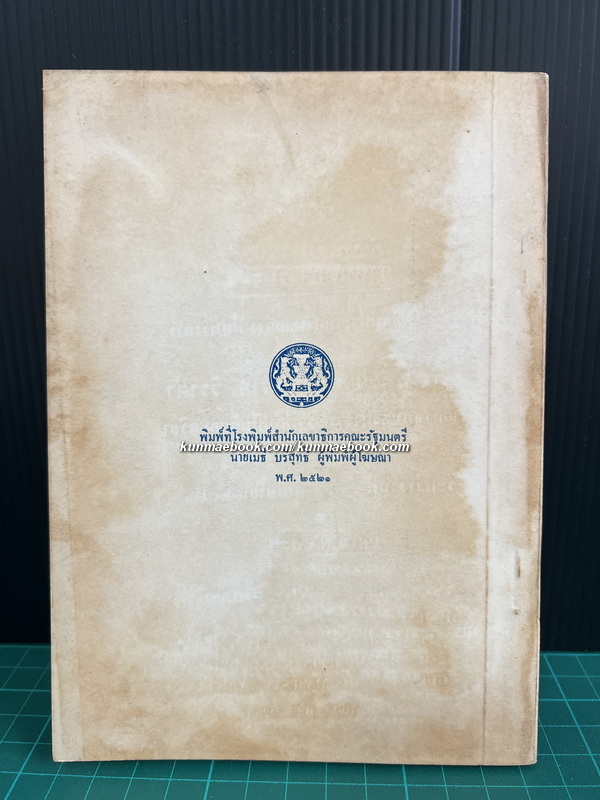 พิมพ์ที่โรงพิมพ์สำนักเลขาธิการคณะรัฐมนตรี
kunnaebook.com/kunnaebook.com
นายเมธ บริสุทธิ์ ผู้พิมพ์ผู้โฆษณา
พ.ศ. ๒๕๒๑